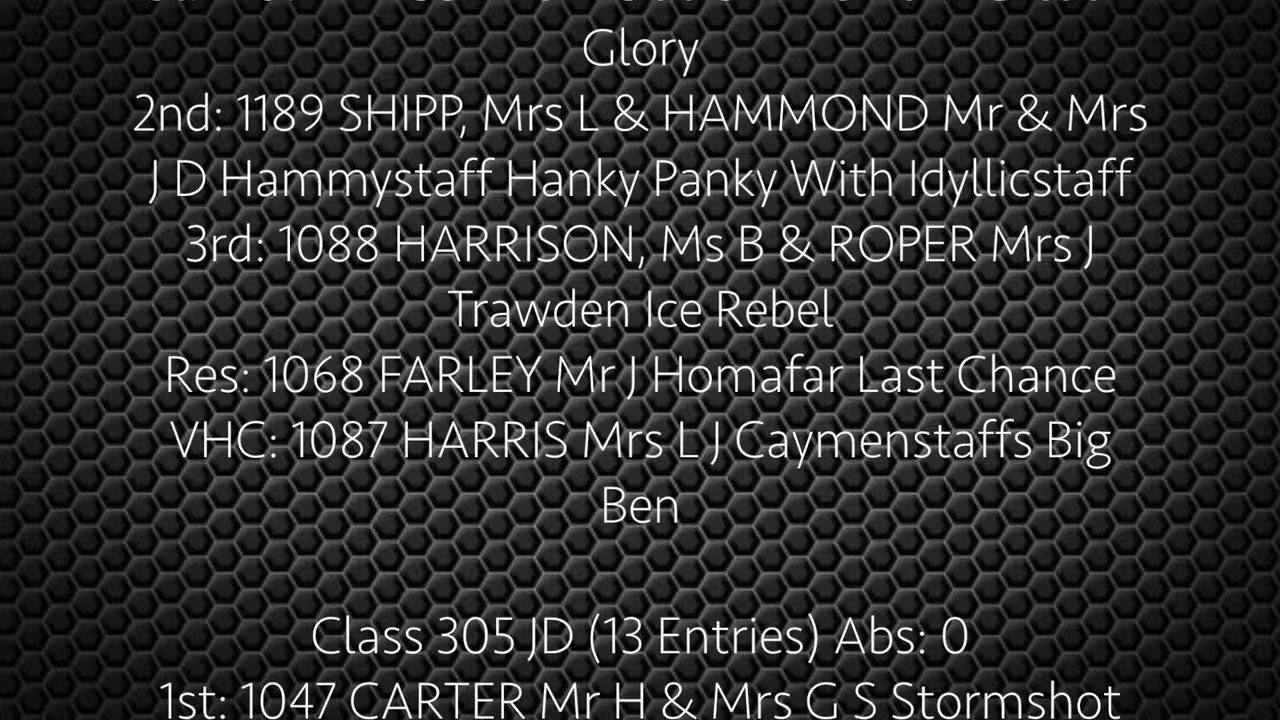 Glory
2nd: 1189 SHIPP, Mrs L & HAMMOND Mr & Mrs
J D Hammystaff Hanky Panky With Idyllicstaff
3rd: 1088 HARRISON, Ms B & ROPER Mrs J
Trawden Ice Rebel
Res: 1068 FARLEY Mr J Homafar Last Chance
VHC: 1087 HARRIS Mrs L J Caymenstaffs Big
Ben
Class 305 JD (13 Entries) Abs: 0
1st: 1047 CARTER Mr H & Mrs G S Stormshot